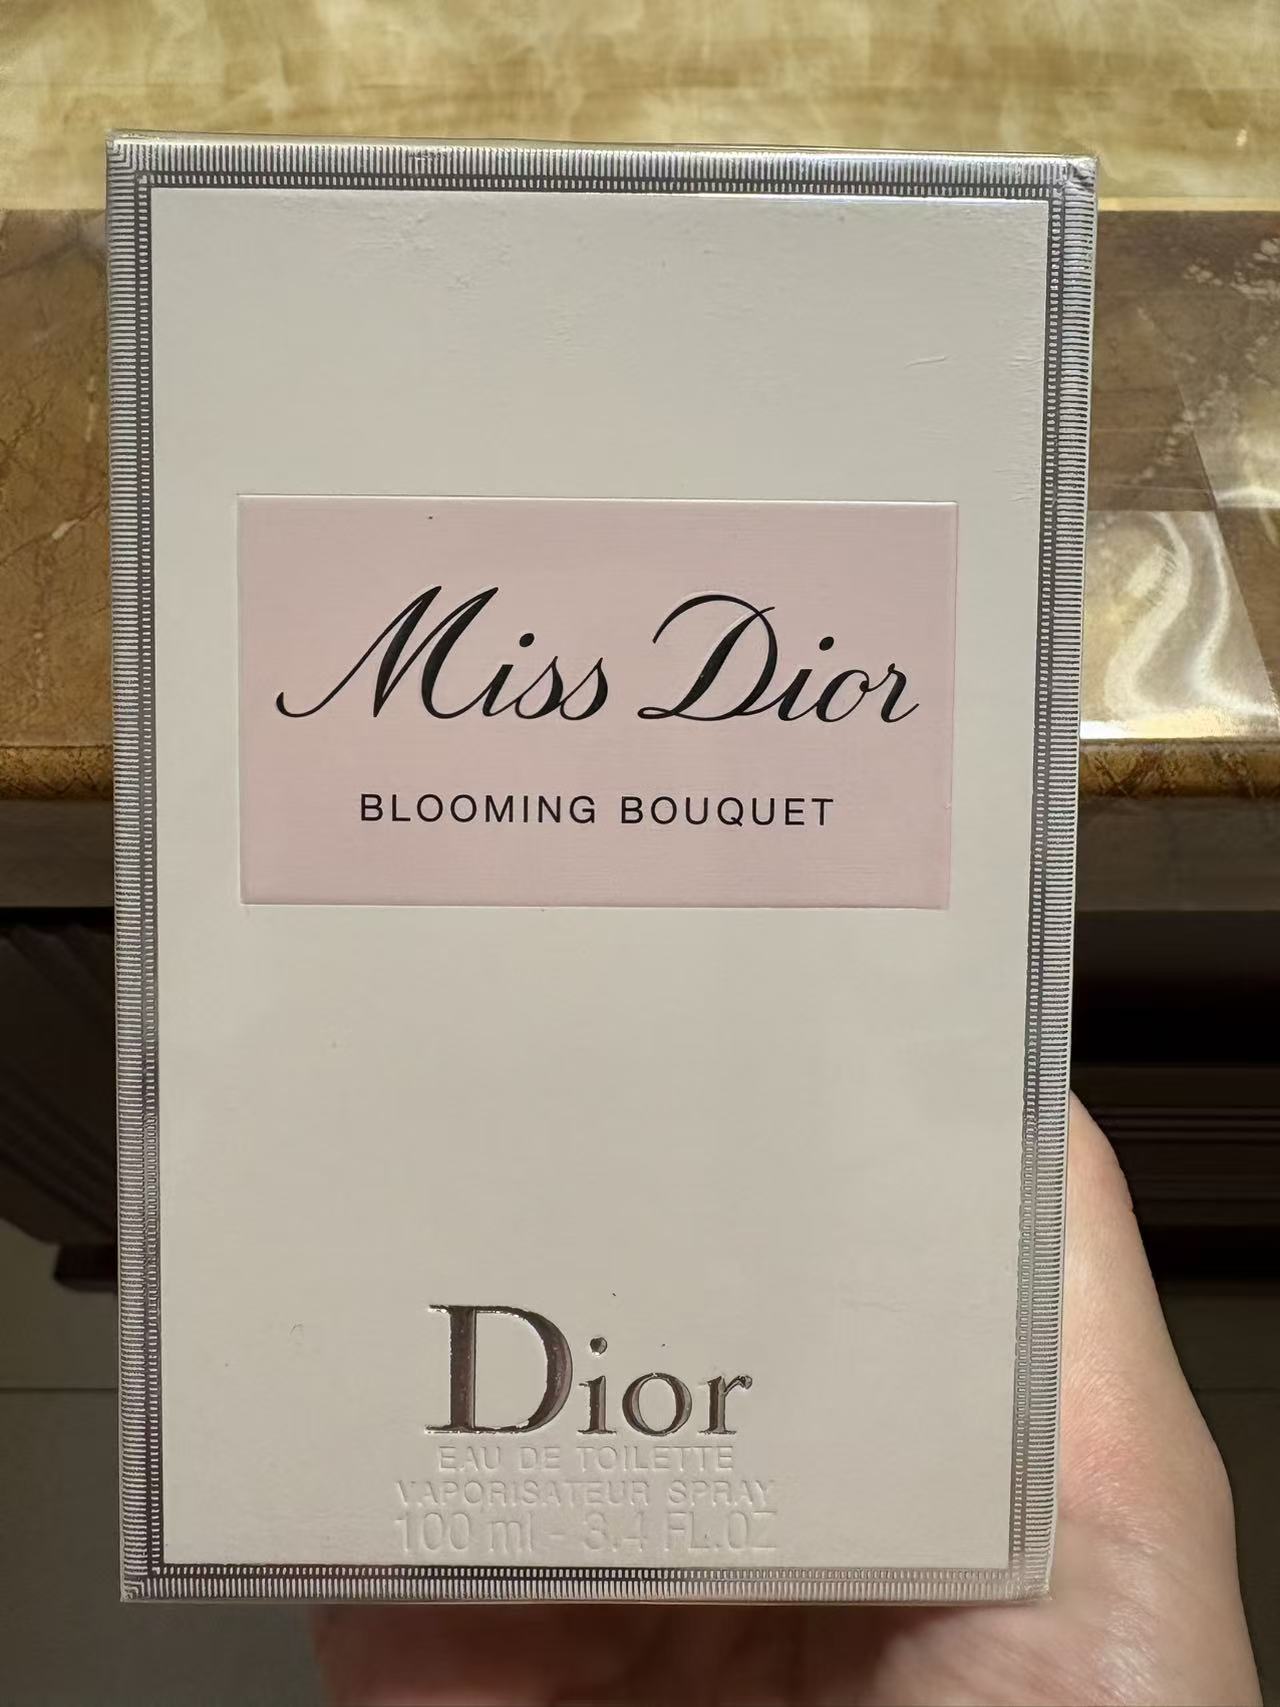 Miss Dior
BLOOMING BOUQUET
Dior
EAU DE TOILETTE
VAPORISATEUR SPRAY
100 ml - 3.4 FL.OZ